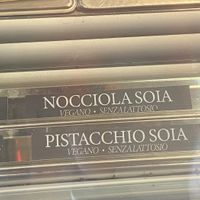 NOCCIOLA SOIA
VEGANO • SENZA LATTOSIO
PISTACCHIO SOIA
VEGANO • SENZA LATTOSIO